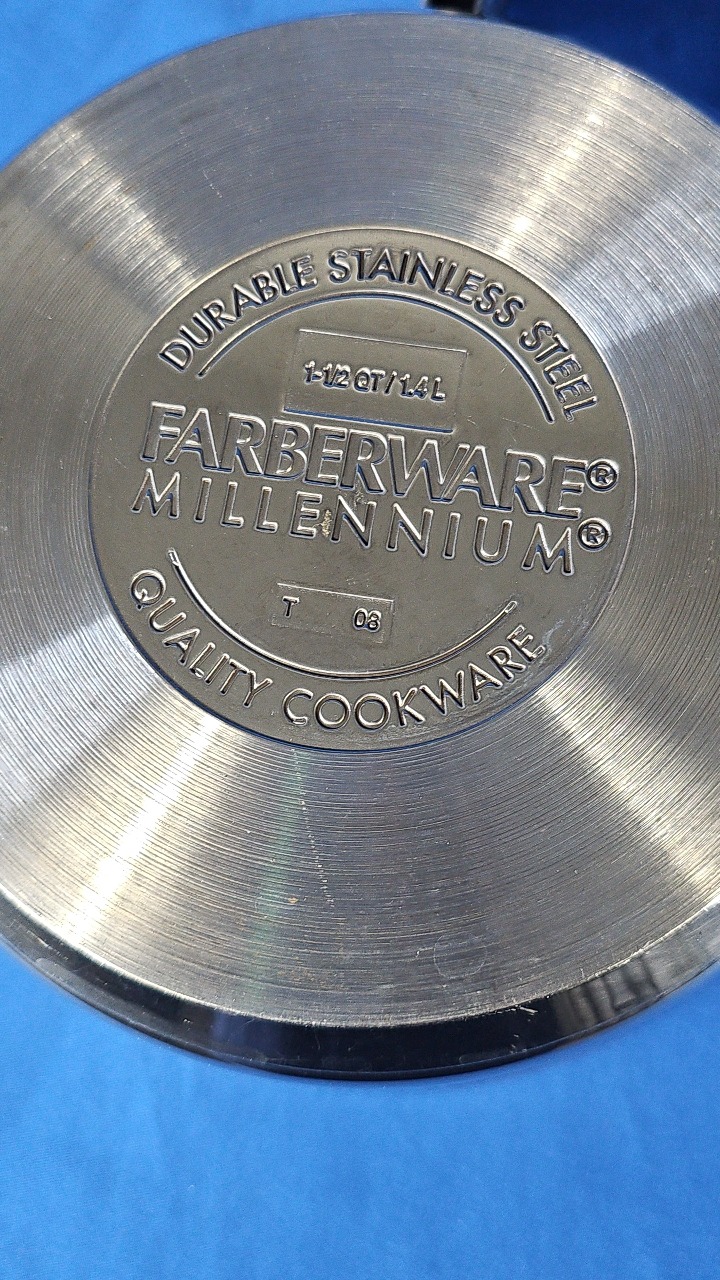 DURABLE STAINLESS STEEL
1-1/2 QT / 1.4 L
FARBERWARE®
MILLENNIUM®
T 08
QUALITY COOKWARE